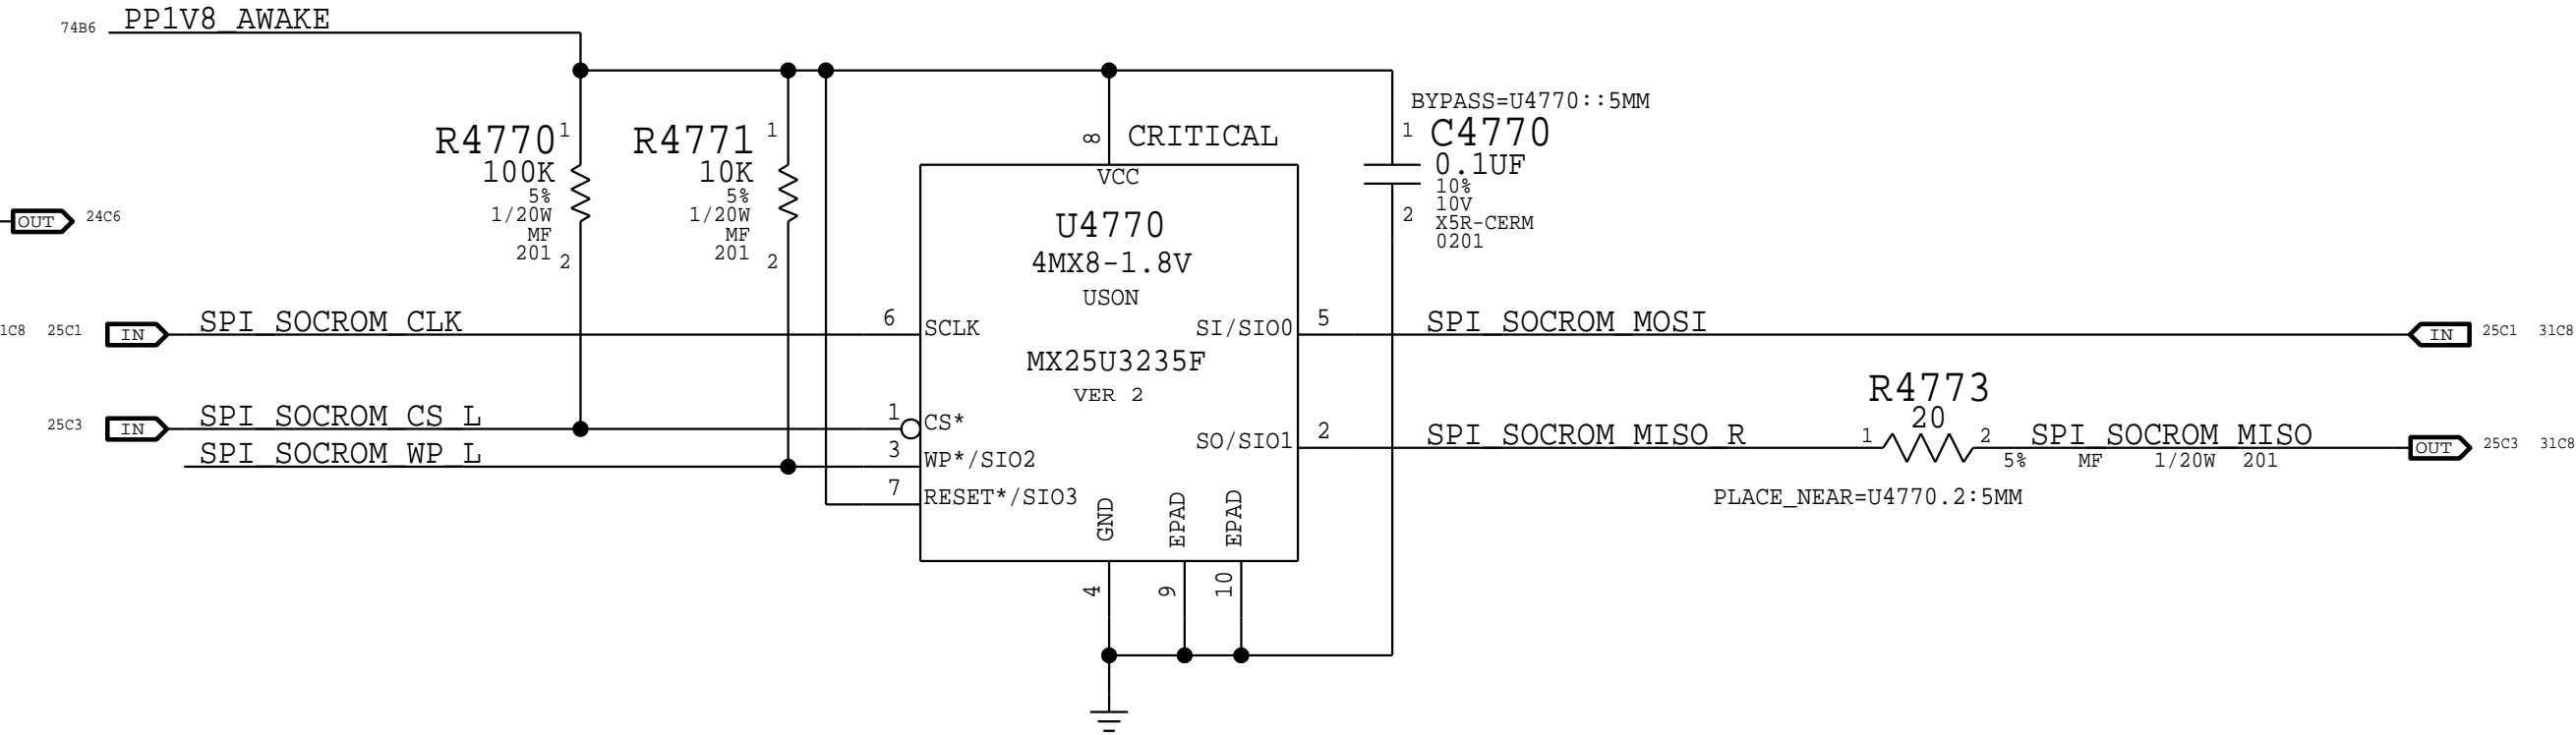 74B6 PP1V8_AWAKE
BYPASS=U4770::5MM
R4770 1
100K
5%
1/20W
MF
201 2
R4771 1
10K
5%
1/20W
MF
201 2
8 CRITICAL
1 C4770
0.1UF
10%
10V
2 X5R-CERM
0201
VCC
U4770
4MX8-1.8V
USON
MX25U3235F
VER 2
OUT 24C6
1C8 25C1 IN SPI_SOCROM_CLK 6 SCLK
SI/SIO0 5 SPI_SOCROM_MOSI IN 25C1 31C8
25C3 IN SPI_SOCROM_CS_L 1 CS*
SPI_SOCROM_WP_L 3 WP*/SIO2
7 RESET*/SIO3
R4773
20
SO/SIO1 2 SPI_SOCROM_MISO_R 1 2 SPI_SOCROM_MISO OUT 25C3 31C8
5% MF 1/20W 201
PLACE_NEAR=U4770.2:5MM
GND EPAD EPAD
4 9 10